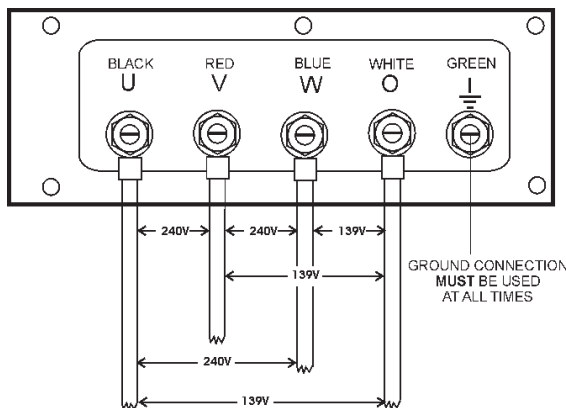 BLACK RED BLUE WHITE GREEN
U V W O
240V 240V 139V
139V
GROUND CONNECTION
MUST BE USED
AT ALL TIMES
240V
139V